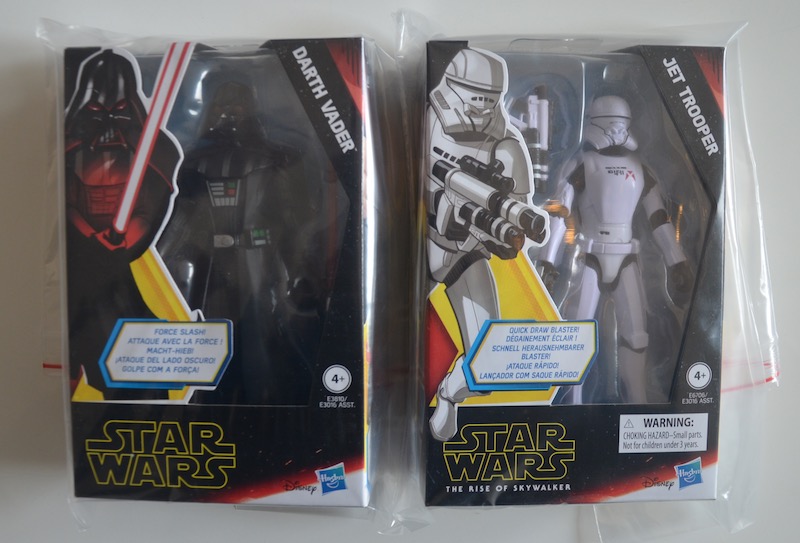 DARTH VADER
FORCE SLASH!
ATTAQUE AVEC LA FORCE !
MACHT-HIEB!
¡ATAQUE DEL LADO OSCURO!
GOLPE COM A FORÇA!
4+
E3810/
E3016 ASST.
STAR
WARS
Disney
Hasbro
JET TROOPER
QUICK DRAW BLASTER!
DÉGAINEMENT ÉCLAIR !
SCHNELL HERAUSNEHMBARER
BLASTER!
¡ATAQUE RÁPIDO!
LANÇADOR COM SAQUE RÁPIDO!
4+
E6706/
E3016 ASST.
WARNING:
CHOKING HAZARD–Small parts.
Not for children under 3 years.
STAR
WARS
THE RISE OF SKYWALKER
Disney
Hasbro